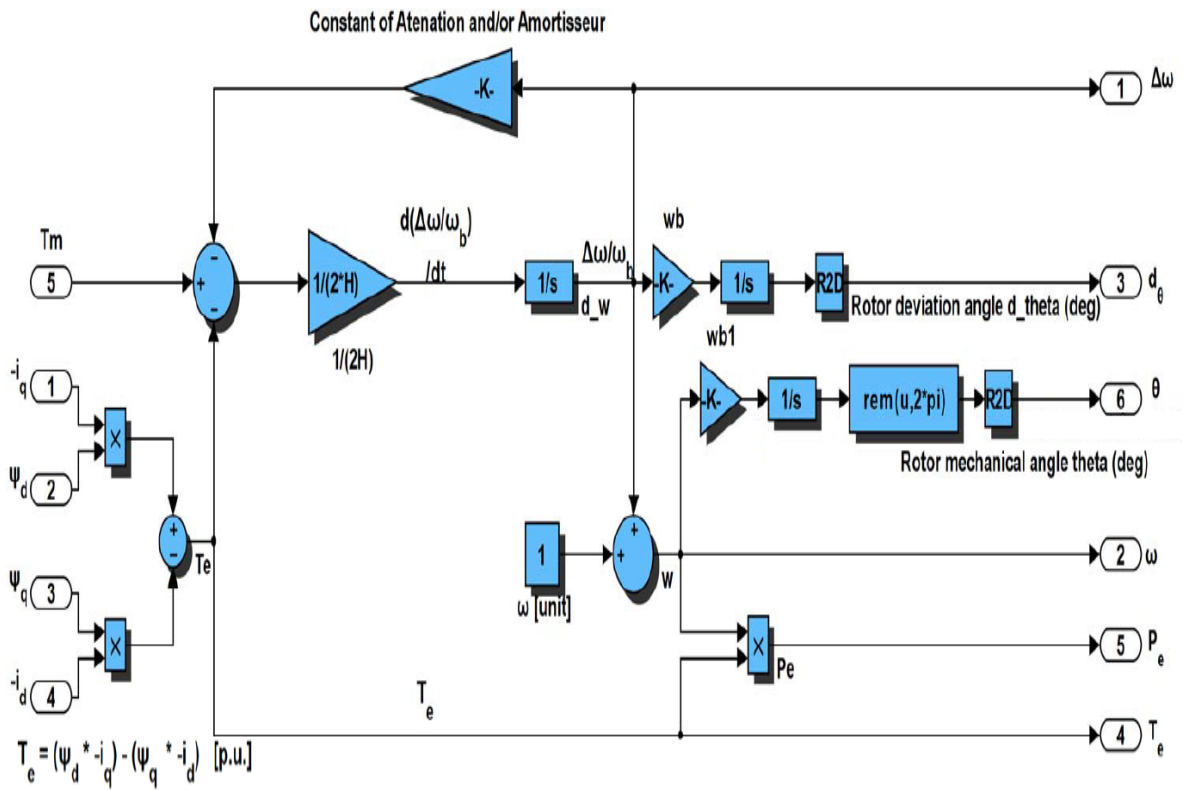 Constant of Atenation and/or Amortisseur
-K-
1 Δω
Tm
5
−
+
−
1/(2*H)
1/(2H)
d(Δω/ω_b)
/dt
1/s
Δω/ω_b
d_w
wb
-K-
1/s
R2D
3 d_θ
Rotor deviation angle d_theta (deg)
wb1
-K-
1/s
rem(u,2*pi)
R2D
6 θ
Rotor mechanical angle theta (deg)
-i_q 1
×
Ψ_d 2
+
−
Te
Ψ_q 3
×
-i_d 4
1
ω [unit]
+
+
w
2 ω
×
Pe
5 P_e
T_e
4 T_e
T_e = (Ψ_d * -i_q) - (Ψ_q * -i_d) [p.u.]